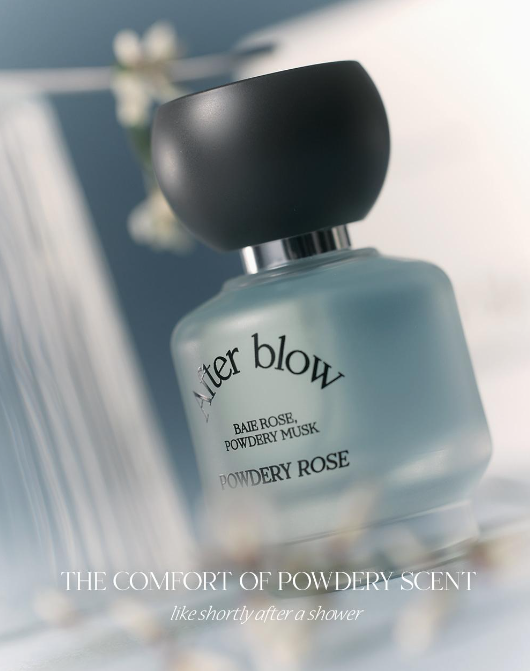 After blow
BAIE ROSE,
POWDERY MUSK
POWDERY ROSE
THE COMFORT OF POWDERY SCENT
like shortly after a shower